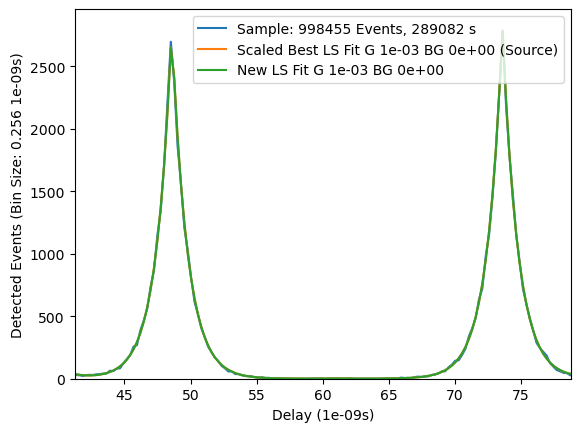 Sample: 998455 Events, 289082 s
Scaled Best LS Fit G 1e-03 BG 0e+00 (Source)
New LS Fit G 1e-03 BG 0e+00
Detected Events (Bin Size: 0.256 1e-09s)
2500
2000
1500
1000
500
0
45 50 55 60 65 70 75
Delay (1e-09s)